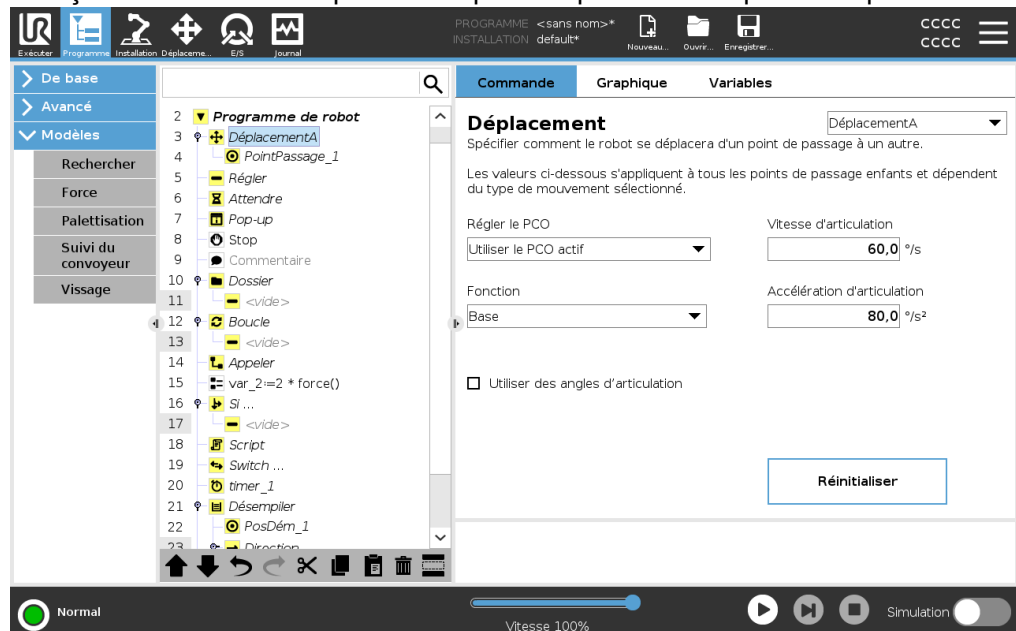 PROGRAMME <sans nom>*
INSTALLATION default*
CCCC
CCCC
Exécuter Programme Installation Déplaceme... E/S Journal Nouveau... Ouvrir... Enregistrer...
De base
Avancé
Modèles
Rechercher
Force
Palettisation
Suivi du
convoyeur
Vissage
2 Programme de robot
3 DéplacementA
4 PointPassage_1
5 Régler
6 Attendre
7 Pop-up
8 Stop
9 Commentaire
10 Dossier
11 <vide>
12 Boucle
13 <vide>
14 Appeler
15 var_2:=2 * force()
16 Si ...
17 <vide>
18 Script
19 Switch ...
20 timer_1
21 Désempiler
22 PosDém_1
23 Direction
Commande Graphique Variables
Déplacement DéplacementA
Spécifier comment le robot se déplacera d'un point de passage à un autre.
Les valeurs ci-dessous s'appliquent à tous les points de passage enfants et dépendent
du type de mouvement sélectionné.
Régler le PCO Vitesse d'articulation
Utiliser le PCO actif 60,0 °/s
Fonction Accélération d'articulation
Base 80,0 °/s²
Utiliser des angles d'articulation
Réinitialiser
Normal
Vitesse 100%
Simulation